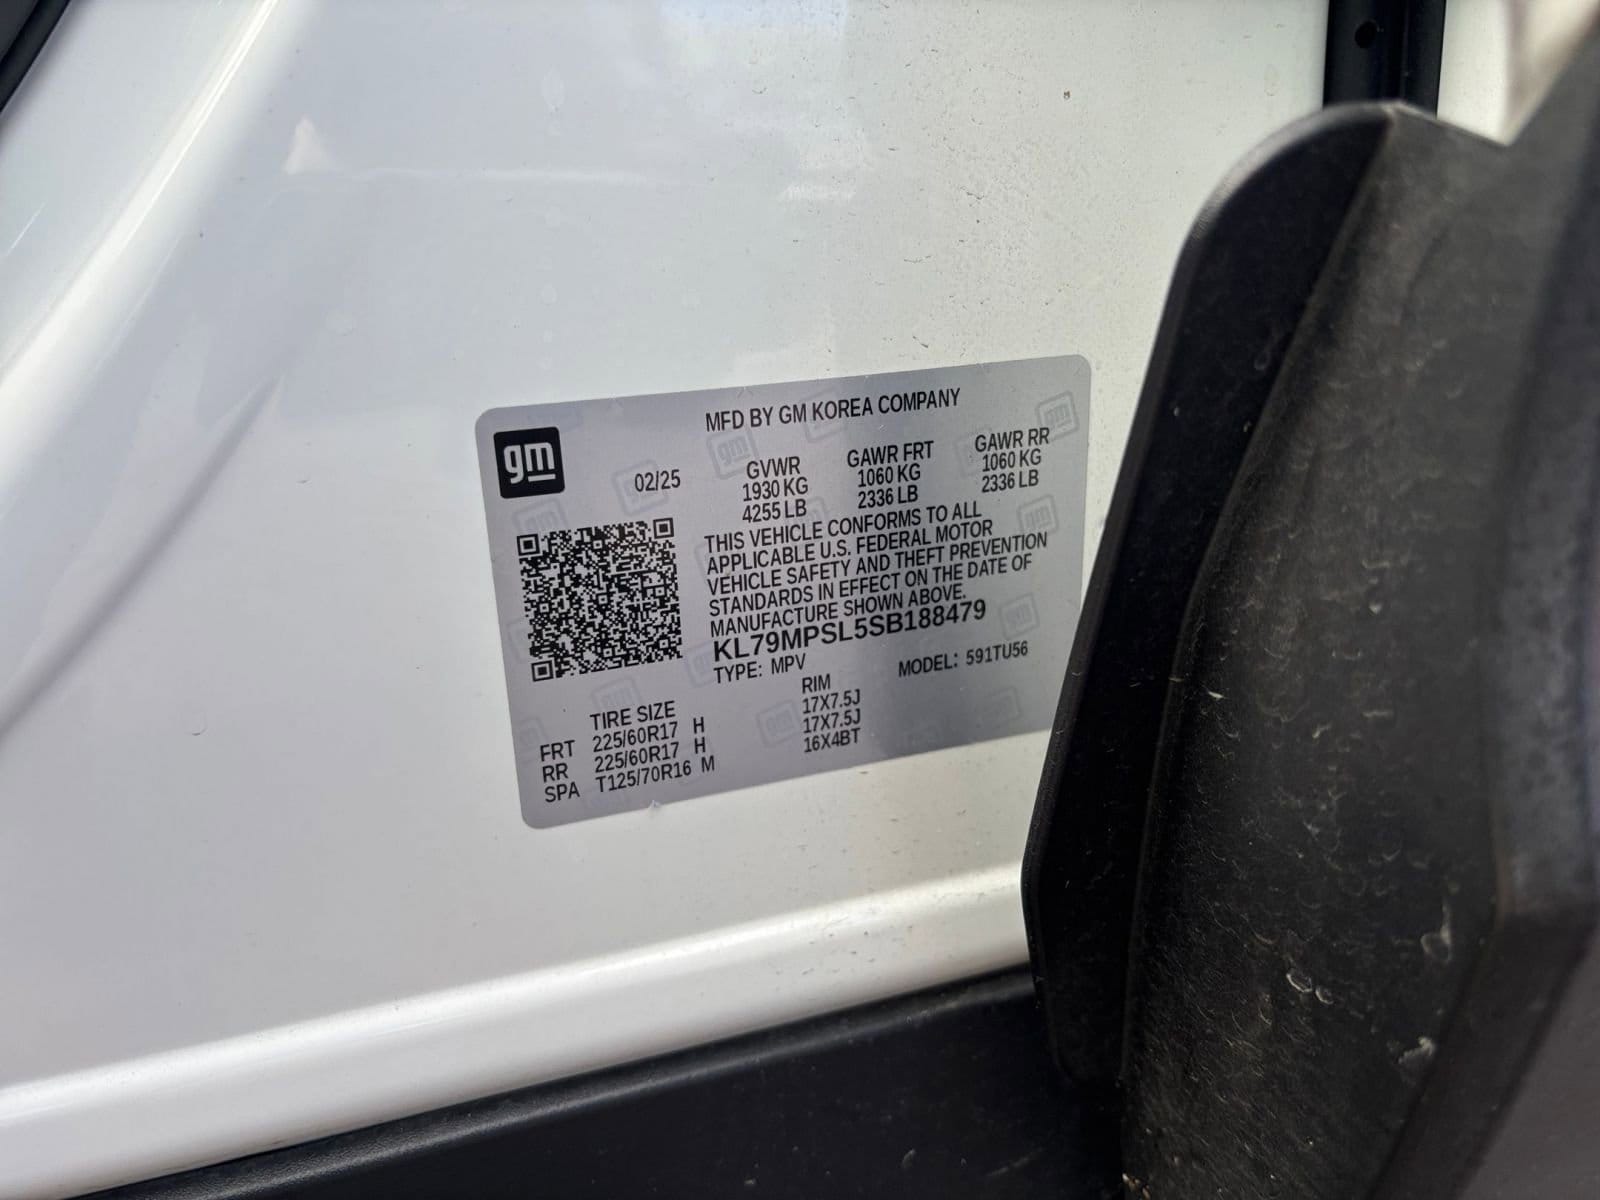 MFD BY GM KOREA COMPANY
gm
02/25
GVWR GAWR FRT GAWR RR
1930 KG 1060 KG 1060 KG
4255 LB 2336 LB 2336 LB
THIS VEHICLE CONFORMS TO ALL
APPLICABLE U.S. FEDERAL MOTOR
VEHICLE SAFETY AND THEFT PREVENTION
STANDARDS IN EFFECT ON THE DATE OF
MANUFACTURE SHOWN ABOVE.
KL79MPSL5SB188479
TYPE: MPV MODEL: 591TU56
TIRE SIZE RIM
FRT 225/60R17 H 17X7.5J
RR 225/60R17 H 17X7.5J
SPA T125/70R16 M 16X4BT